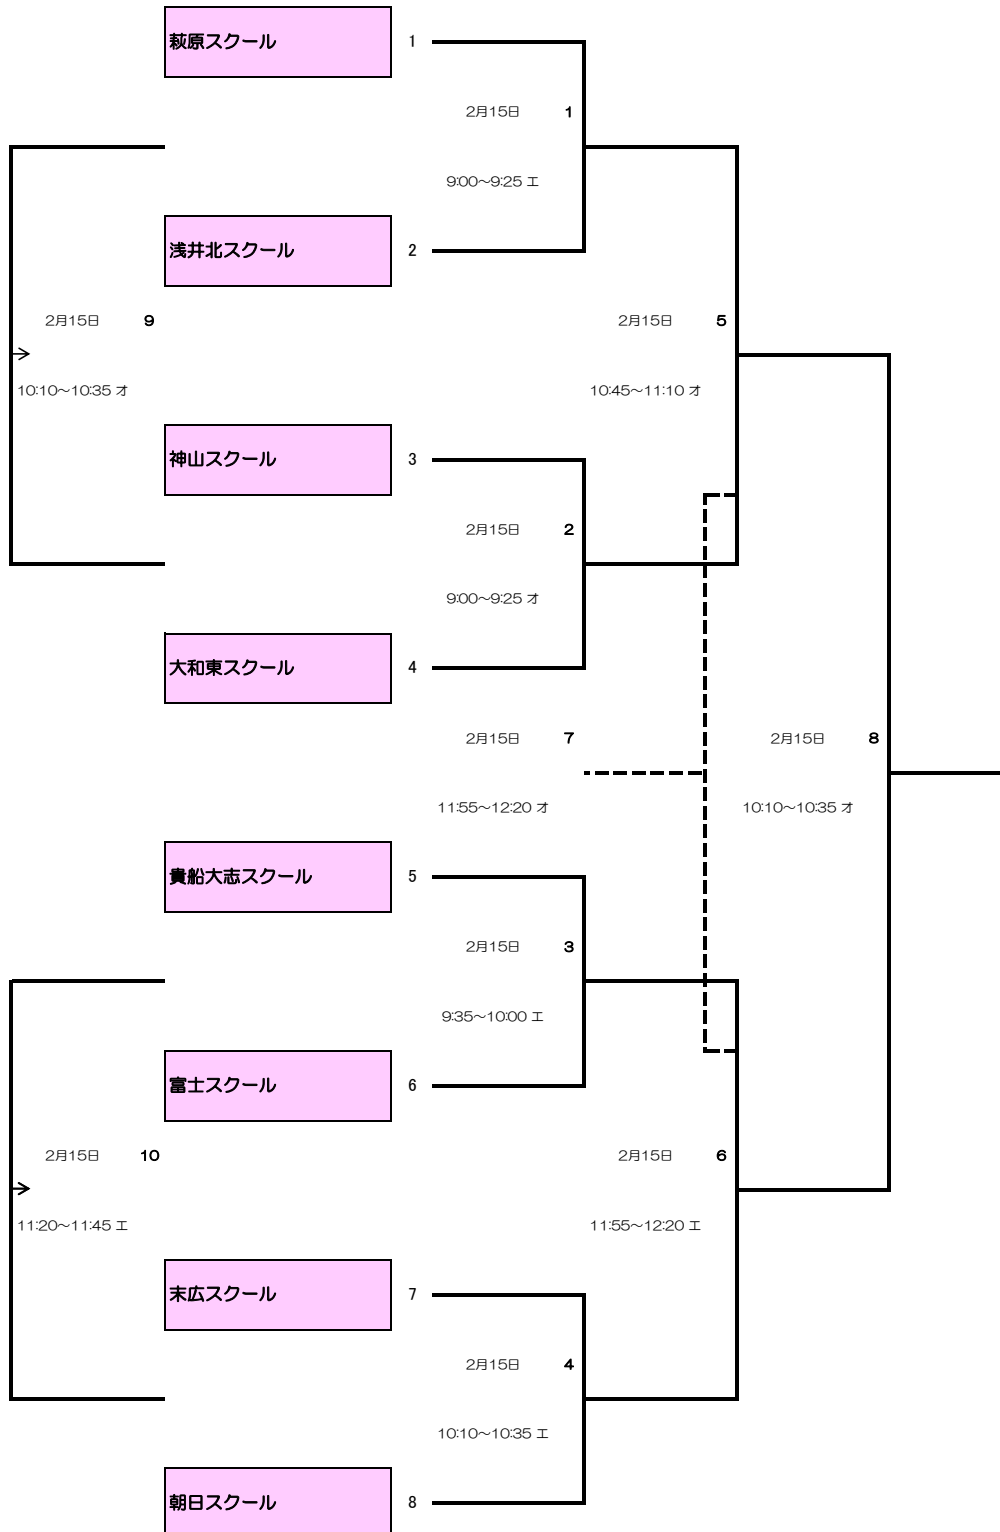 萩原スクール 1
2月15日 1
9:00～9:25 エ
浅井北スクール 2
2月15日 9 2月15日 5
10:10～10:35 オ 10:45～11:10 オ
神山スクール 3
2月15日 2
9:00～9:25 オ
大和東スクール 4
2月15日 7 2月15日 8
11:55～12:20 オ 10:10～10:35 オ
貴船大志スクール 5
2月15日 3
9:35～10:00 エ
富士スクール 6
2月15日 10 2月15日 6
11:20～11:45 エ 11:55～12:20 エ
末広スクール 7
2月15日 4
10:10～10:35 エ
朝日スクール 8